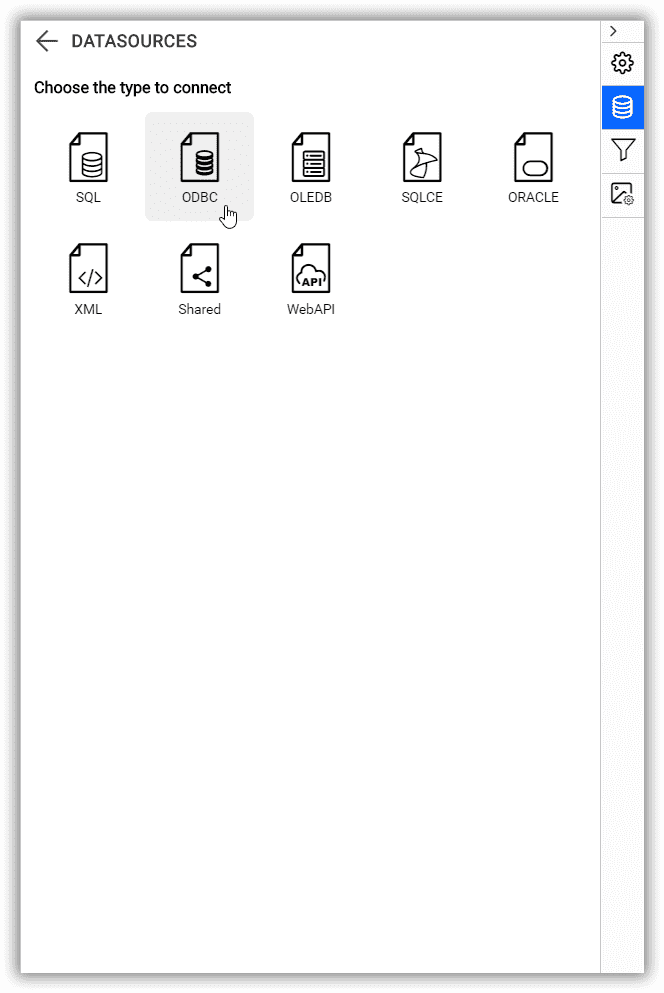 DATASOURCES
Choose the type to connect
SQL ODBC OLEDB SQLCE ORACLE
</>
API
XML Shared WebAPI